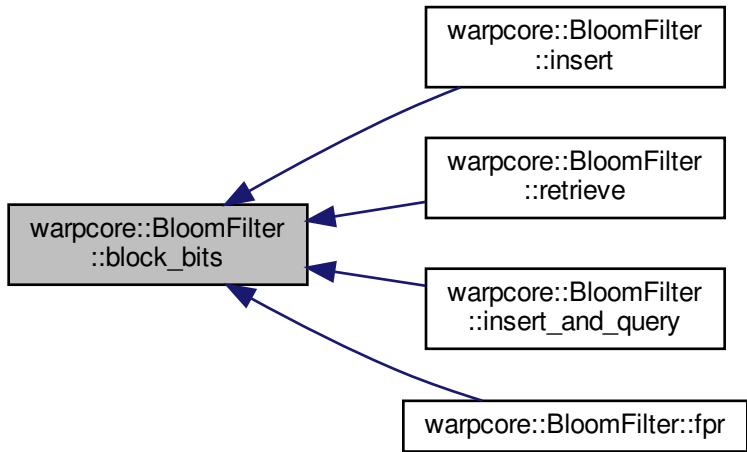 warpcore::BloomFilter
::insert
warpcore::BloomFilter
::retrieve
warpcore::BloomFilter
::block_bits
warpcore::BloomFilter
::insert_and_query
warpcore::BloomFilter::fpr